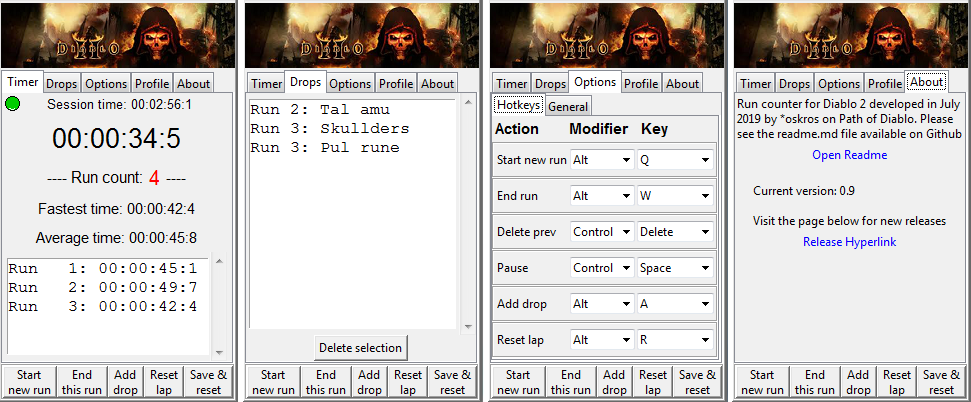 DIABLO
II
Timer Drops Options Profile About
Session time: 00:02:56:1
00:00:34:5
---- Run count: 4 ----
Fastest time: 00:00:42:4
Average time: 00:00:45:8
Run 1: 00:00:45:1
Run 2: 00:00:49:7
Run 3: 00:00:42:4
Start new run
End this run
Add drop
Reset lap
Save & reset
DIABLO
II
Timer Drops Options Profile About
Run 2: Tal amu
Run 3: Skullders
Run 3: Pul rune
Delete selection
Start new run
End this run
Add drop
Reset lap
Save & reset
DIABLO
II
Timer Drops Options Profile About
Hotkeys General
Action Modifier Key
Start new run Alt Q
End run Alt W
Delete prev Control Delete
Pause Control Space
Add drop Alt A
Reset lap Alt R
Start new run
End this run
Add drop
Reset lap
Save & reset
DIABLO
II
Timer Drops Options Profile About
Run counter for Diablo 2 developed in July
2019 by *oskros on Path of Diablo. Please
see the readme.md file available on Github
Open Readme
Current version: 0.9
Visit the page below for new releases
Release Hyperlink
Start new run
End this run
Add drop
Reset lap
Save & reset